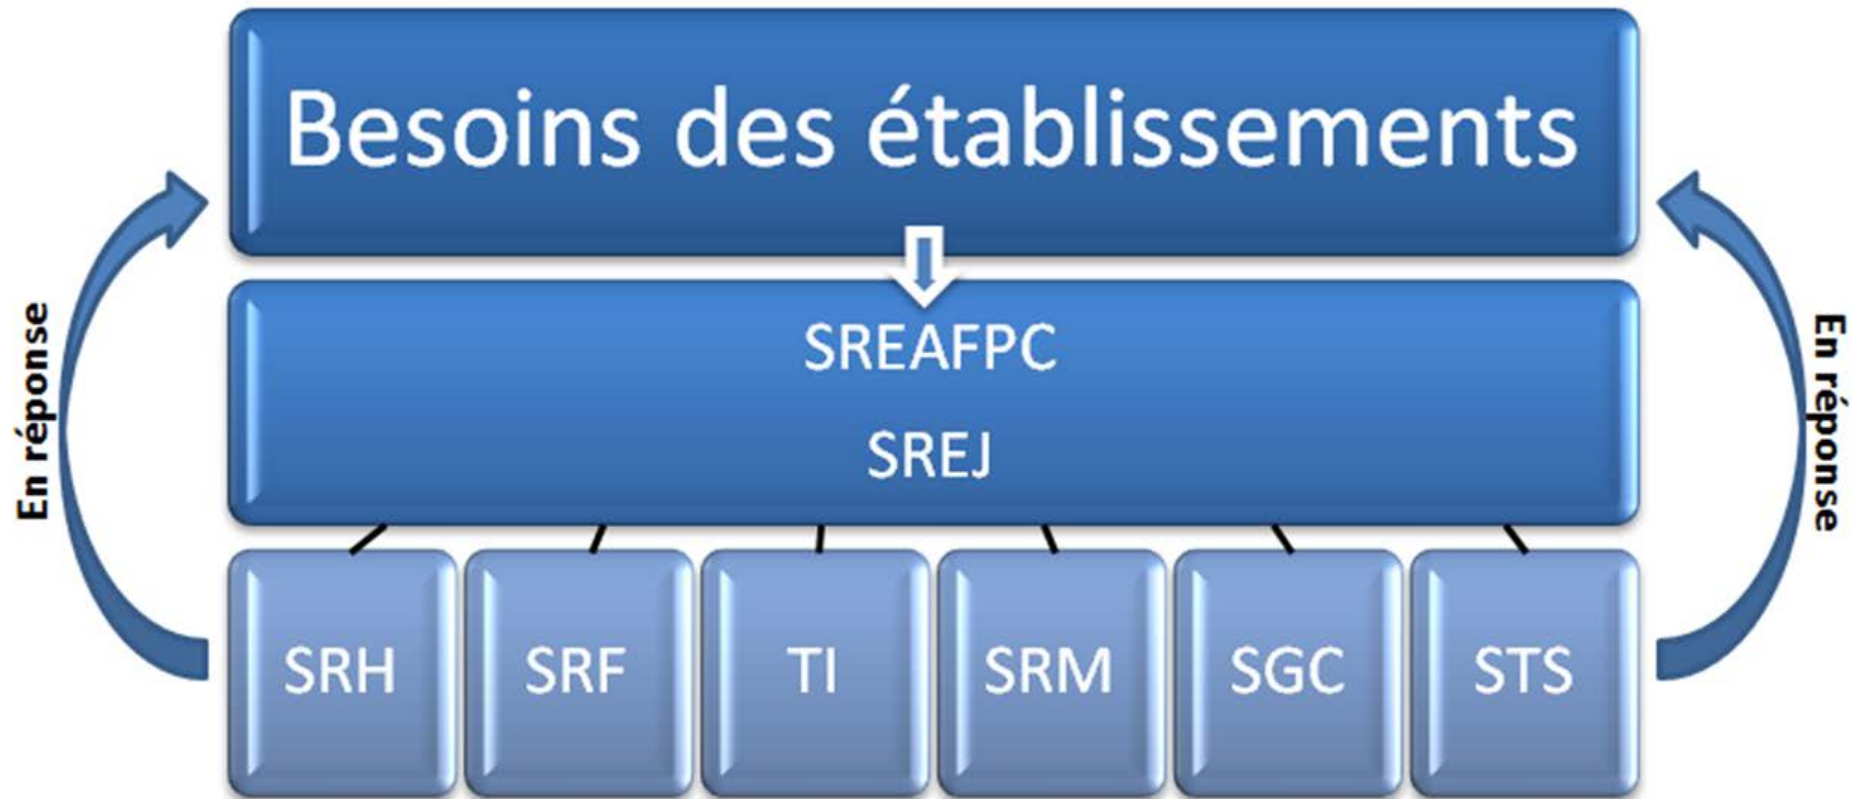 Besoins des établissements
En réponse
En réponse
SREAFPC
SREJ
SRH
SRF
TI
SRM
SGC
STS